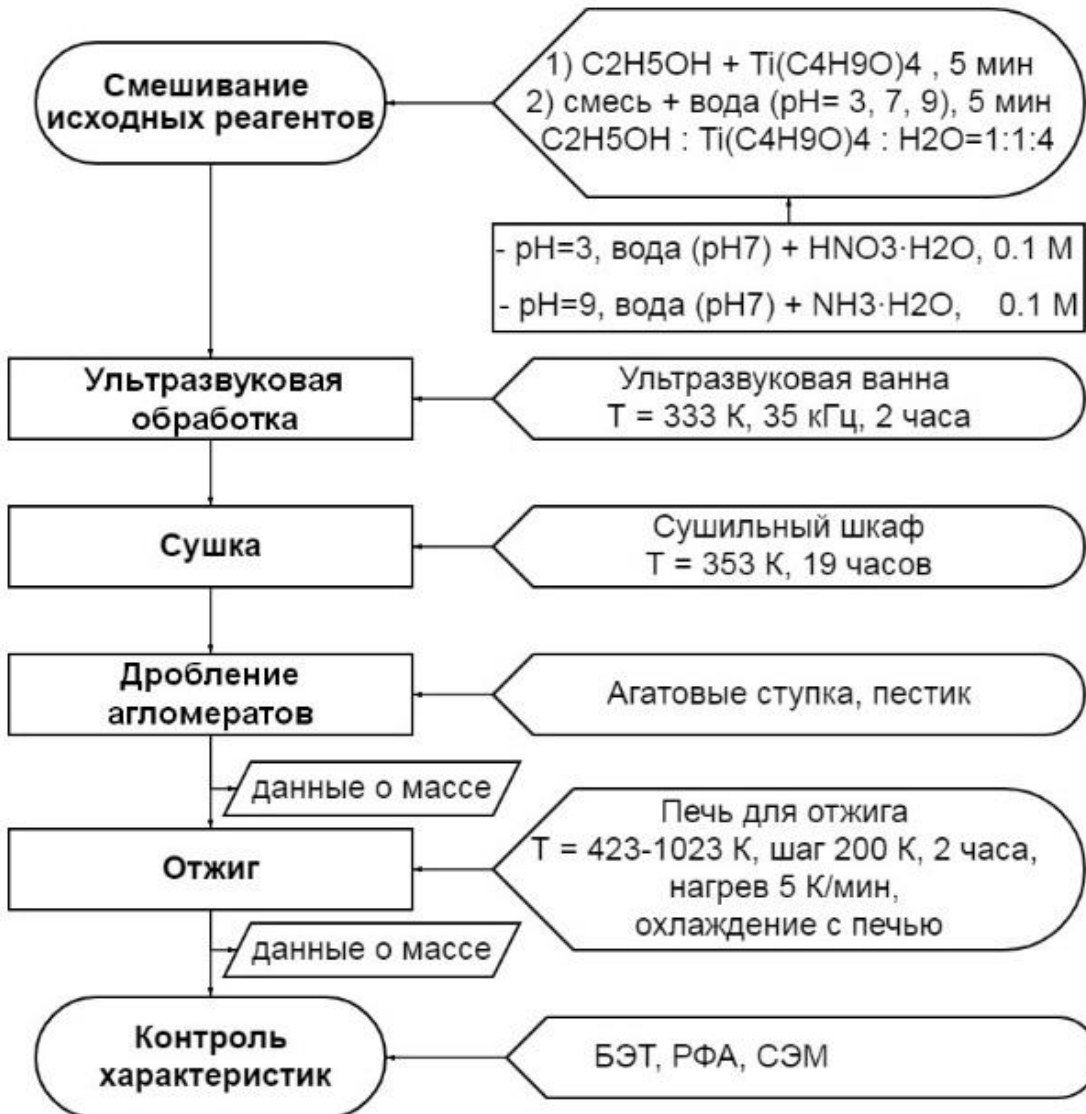 Смешивание
исходных реагентов
1) C2H5OH + Ti(C4H9O)4 , 5 мин
2) смесь + вода (pH= 3, 7, 9), 5 мин
C2H5OH : Ti(C4H9O)4 : H2O=1:1:4
- pH=3, вода (pH7) + HNO3·H2O, 0.1 М
- pH=9, вода (pH7) + NH3·H2O, 0.1 М
Ультразвуковая
обработка
Ультразвуковая ванна
Т = 333 К, 35 кГц, 2 часа
Сушка
Сушильный шкаф
Т = 353 К, 19 часов
Дробление
агломератов
Агатовые ступка, пестик
данные о массе
Отжиг
Печь для отжига
Т = 423-1023 К, шаг 200 К, 2 часа,
нагрев 5 К/мин,
охлаждение с печью
данные о массе
Контроль
характеристик
БЭТ, РФА, СЭМ